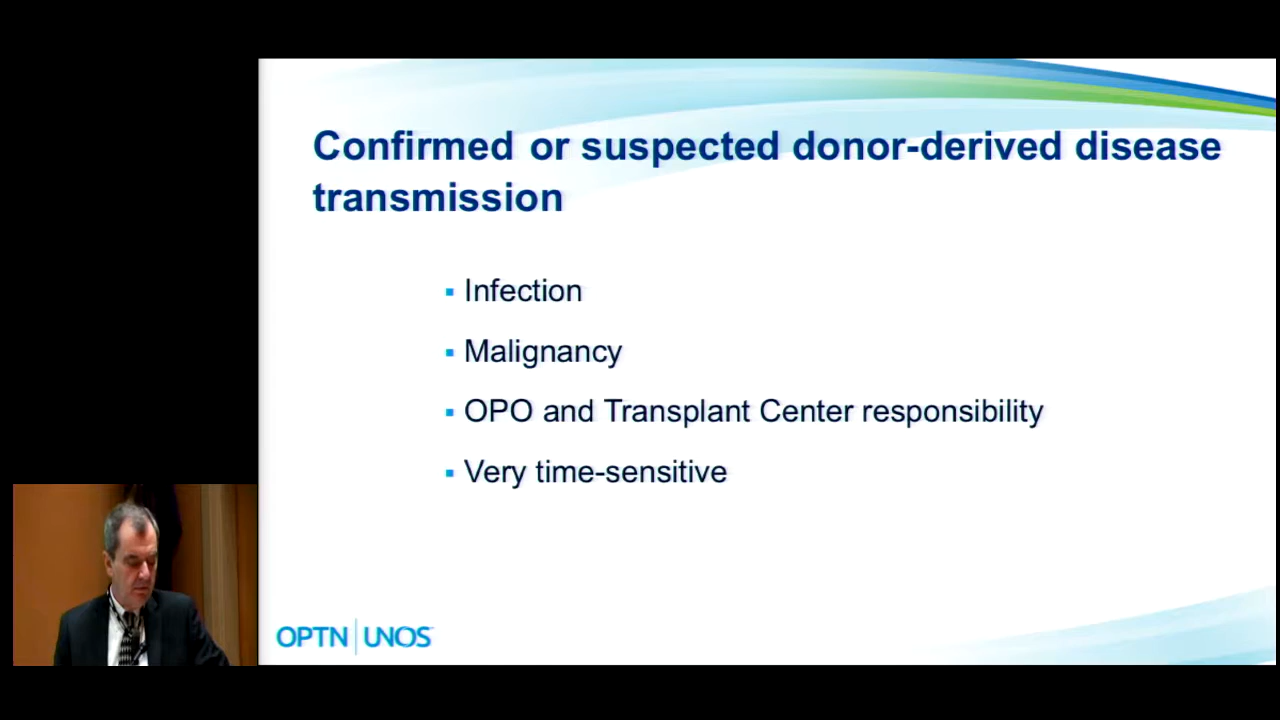 Confirmed or suspected donor-derived disease
transmission
▪ Infection
▪ Malignancy
▪ OPO and Transplant Center responsibility
▪ Very time-sensitive
OPTN | UNOS